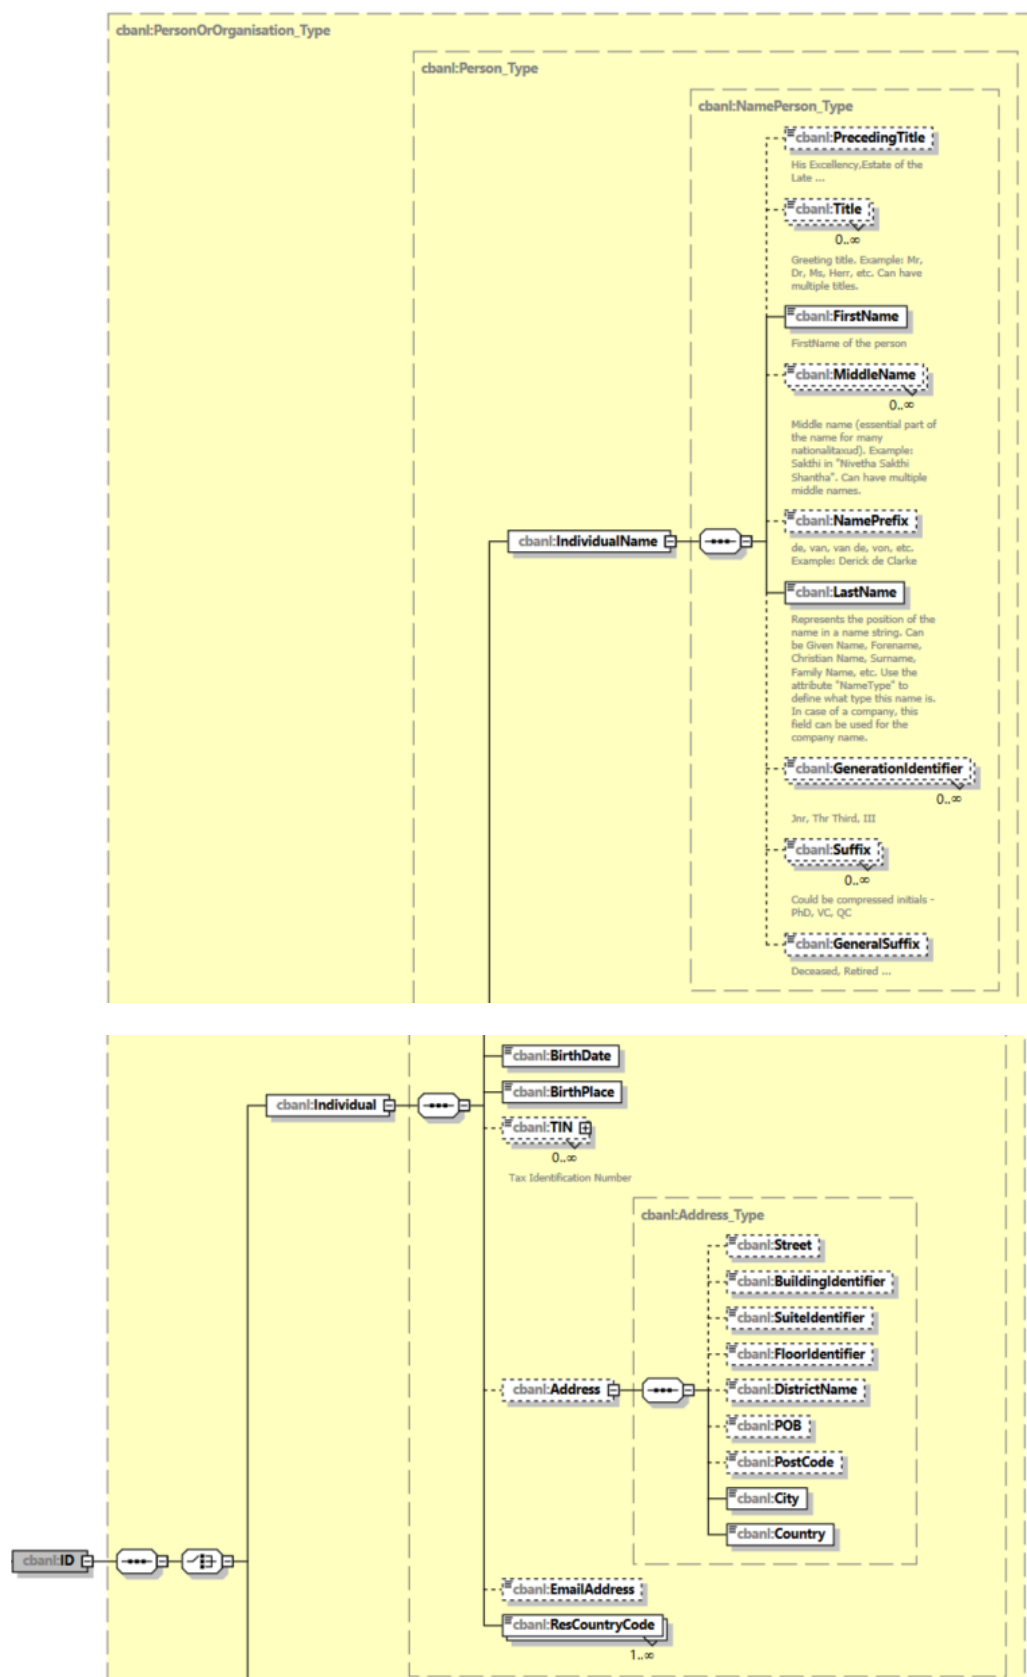 cbanl:PersonOrOrganisation_Type
cbanl:Person_Type
cbanl:NamePerson_Type
cbanl:PrecedingTitle
His Excellency,Estate of the
Late ...
cbanl:Title
0..∞
Greeting title. Example: Mr,
Dr, Ms, Herr, etc. Can have
multiple titles.
cbanl:FirstName
FirstName of the person
cbanl:MiddleName
0..∞
Middle name (essential part of
the name for many
nationalitaxud). Example:
Sakthi in "Nivetha Sakthi
Shantha". Can have multiple
middle names.
cbanl:NamePrefix
de, van, van de, von, etc.
Example: Derick de Clarke
cbanl:IndividualName
cbanl:LastName
Represents the position of the
name in a name string. Can
be Given Name, Forename,
Christian Name, Surname,
Family Name, etc. Use the
attribute "NameType" to
define what type this name is.
In case of a company, this
field can be used for the
company name.
cbanl:GenerationIdentifier
0..∞
Jnr, Thr Third, III
cbanl:Suffix
0..∞
Could be compressed initials -
PhD, VC, QC
cbanl:GeneralSuffix
Deceased, Retired ...
cbanl:BirthDate
cbanl:BirthPlace
cbanl:Individual
cbanl:TIN
0..∞
Tax Identification Number
cbanl:Address_Type
cbanl:Street
cbanl:BuildingIdentifier
cbanl:SuiteIdentifier
cbanl:FloorIdentifier
cbanl:Address
cbanl:DistrictName
cbanl:POB
cbanl:PostCode
cbanl:City
cbanl:Country
cbanl:ID
cbanl:EmailAddress
cbanl:ResCountryCode
1..∞